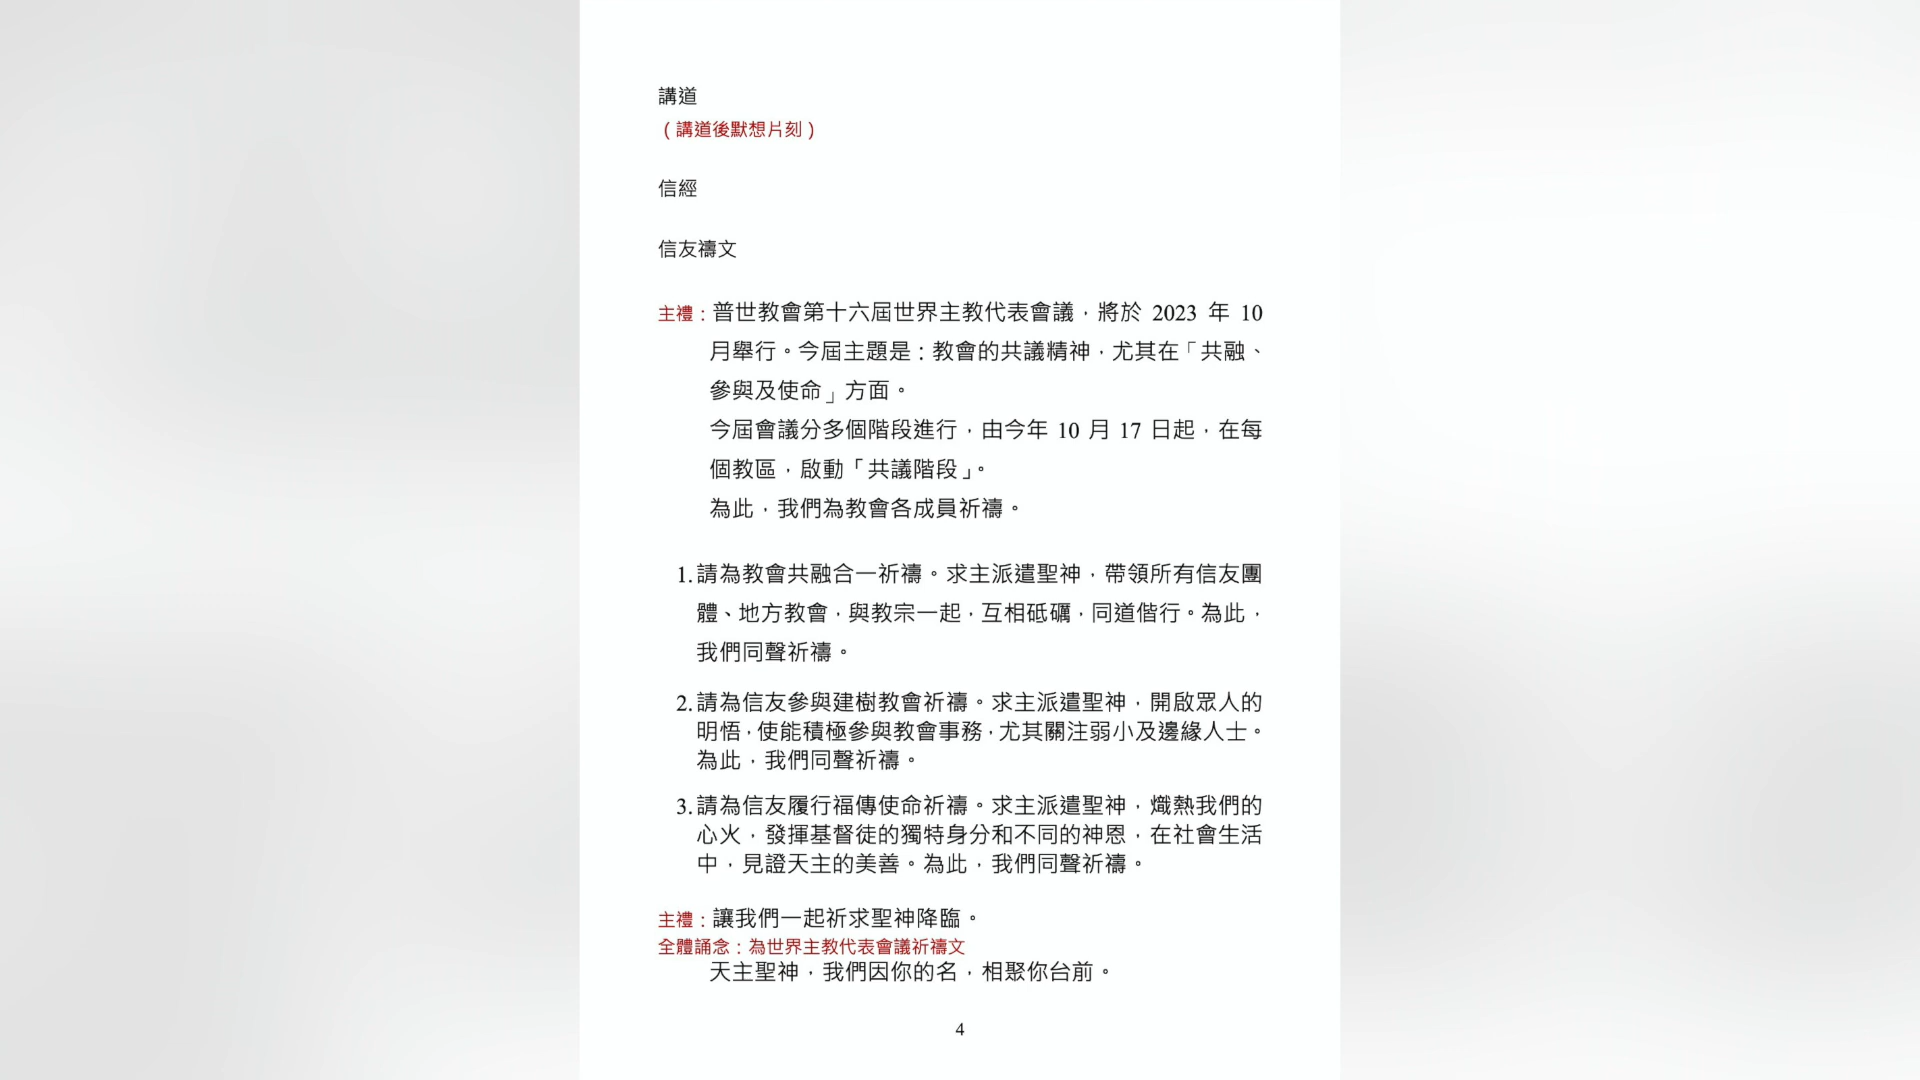 講道
（講道後默想片刻）
信經
信友禱文
主禮：普世教會第十六屆世界主教代表會議，將於 2023 年 10
月舉行。今屆主題是：教會的共議精神，尤其在「共融、
參與及使命」方面。
今屆會議分多個階段進行，由今年 10 月 17 日起，在每
個教區，啟動「共議階段」。
為此，我們為教會各成員祈禱。
1. 請為教會共融合一祈禱。求主派遣聖神，帶領所有信友團
體、地方教會，與教宗一起，互相砥礪，同道偕行。為此，
我們同聲祈禱。
2. 請為信友參與建樹教會祈禱。求主派遣聖神，開啟眾人的
明悟，使能積極參與教會事務，尤其關注弱小及邊緣人士。
為此，我們同聲祈禱。
3. 請為信友履行福傳使命祈禱。求主派遣聖神，熾熱我們的
心火，發揮基督徒的獨特身分和不同的神恩，在社會生活
中，見證天主的美善。為此，我們同聲祈禱。
主禮：讓我們一起祈求聖神降臨。
全體誦念：為世界主教代表會議祈禱文
天主聖神，我們因你的名，相聚你台前。
4